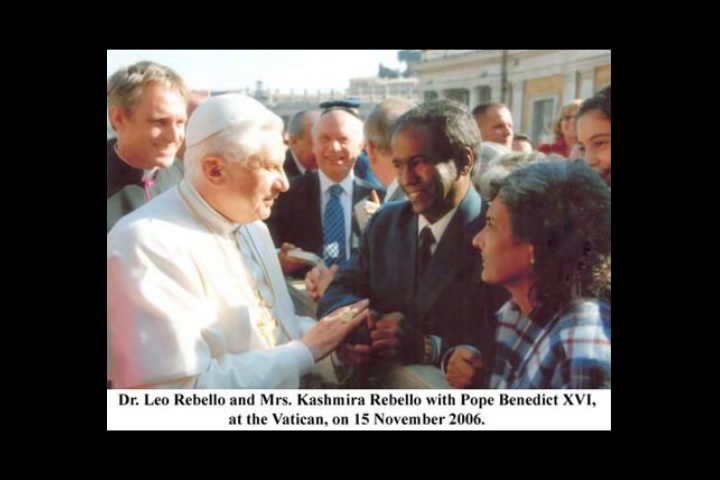 Dr. Leo Rebello and Mrs. Kashmira Rebello with Pope Benedict XVI,
at the Vatican, on 15 November 2006.